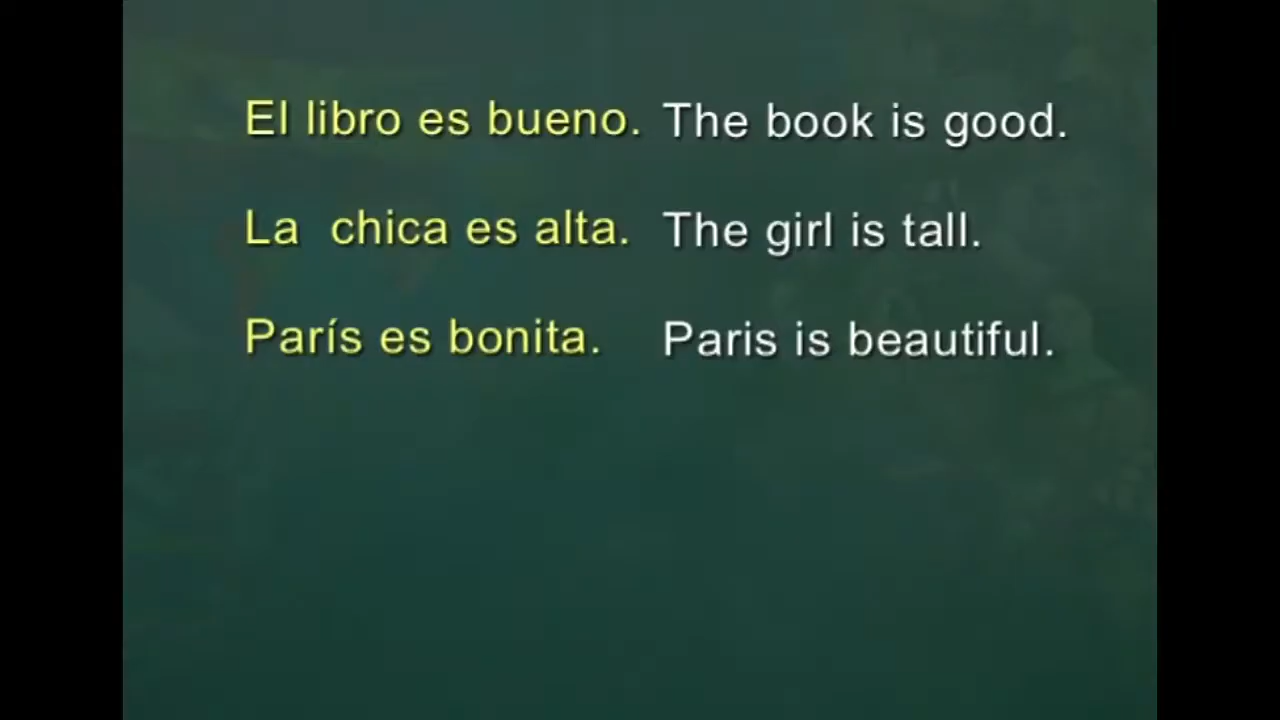 El libro es bueno. The book is good.
La chica es alta. The girl is tall.
París es bonita. Paris is beautiful.